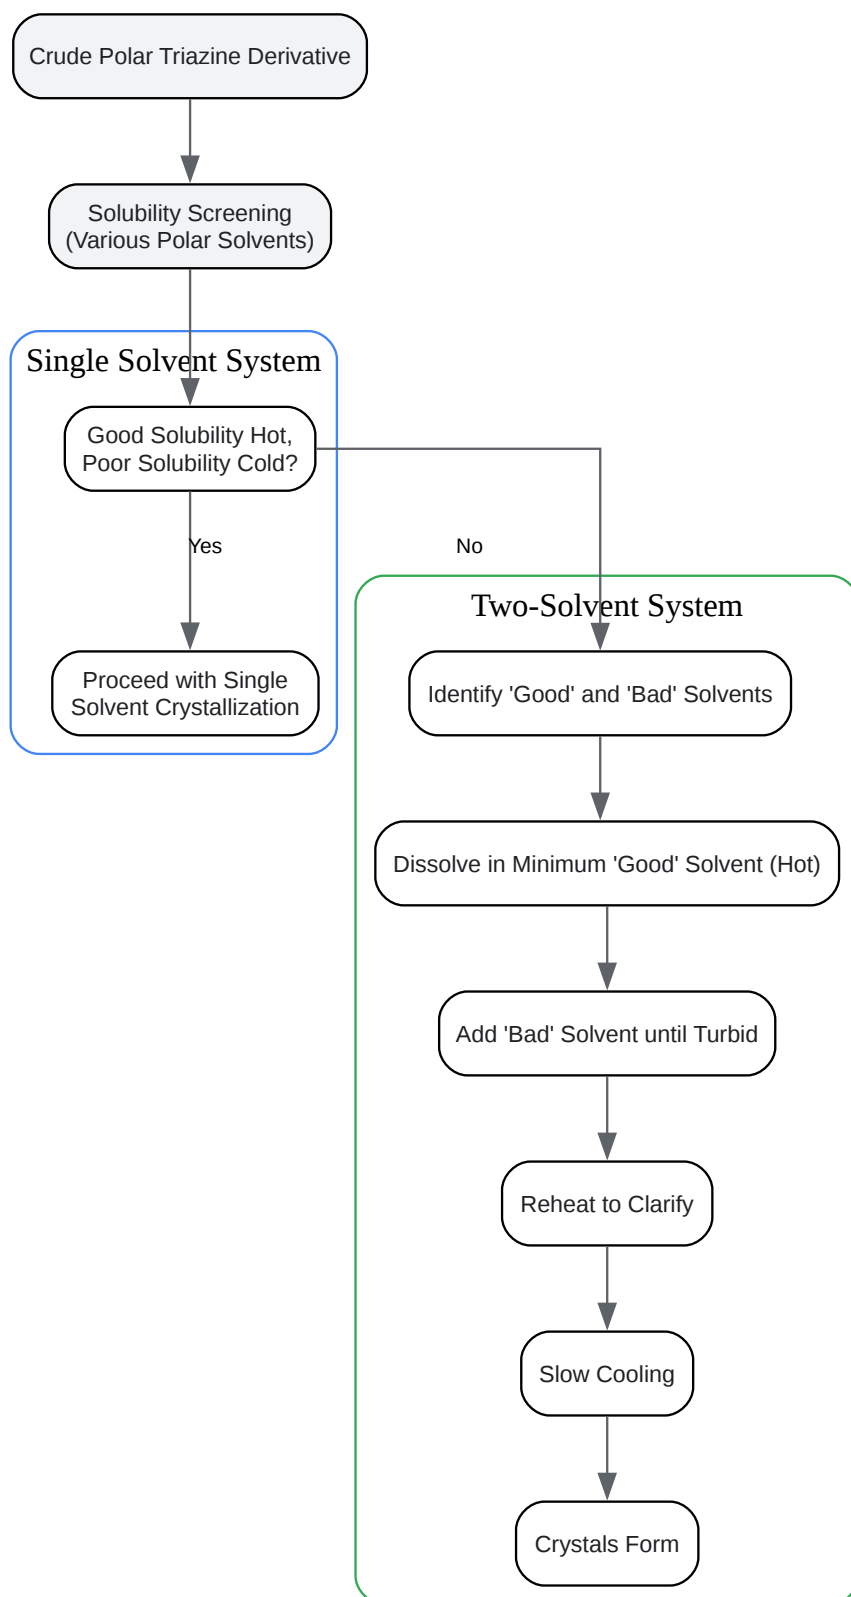 Crude Polar Triazine Derivative
Solubility Screening
(Various Polar Solvents)
Single Solvent System
Good Solubility Hot,
Poor Solubility Cold?
Yes
No
Proceed with Single
Solvent Crystallization
Two-Solvent System
Identify 'Good' and 'Bad' Solvents
Dissolve in Minimum 'Good' Solvent (Hot)
Add 'Bad' Solvent until Turbid
Reheat to Clarify
Slow Cooling
Crystals Form